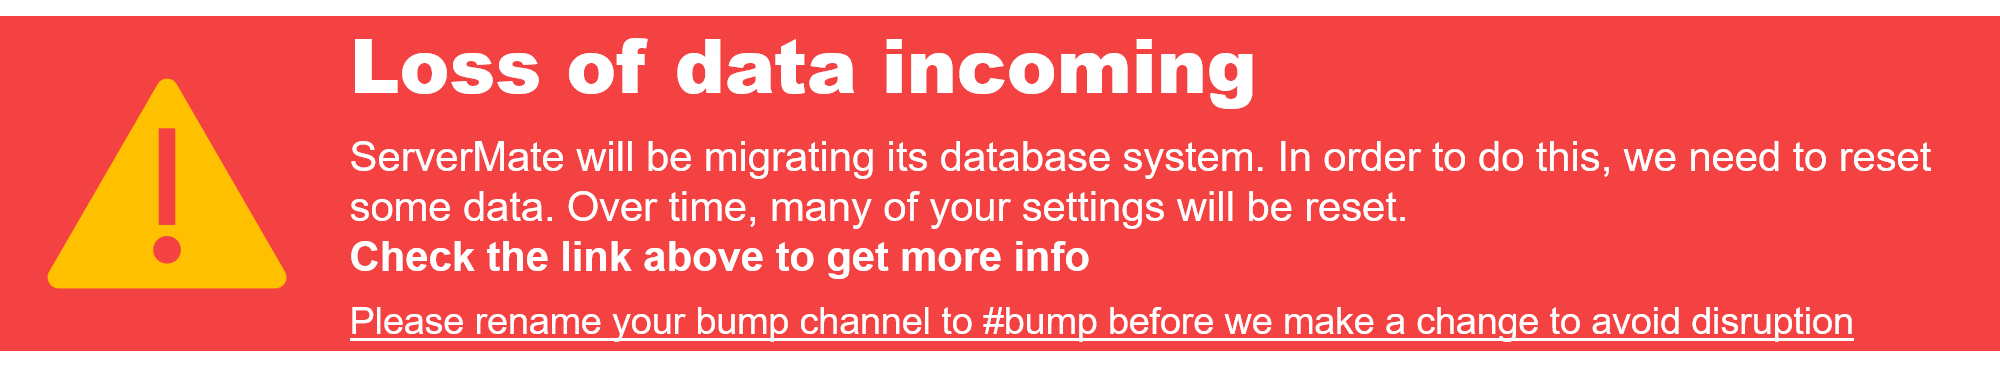 Loss of data incoming
ServerMate will be migrating its database system. In order to do this, we need to reset
some data. Over time, many of your settings will be reset.
Check the link above to get more info
Please rename your bump channel to #bump before we make a change to avoid disruption